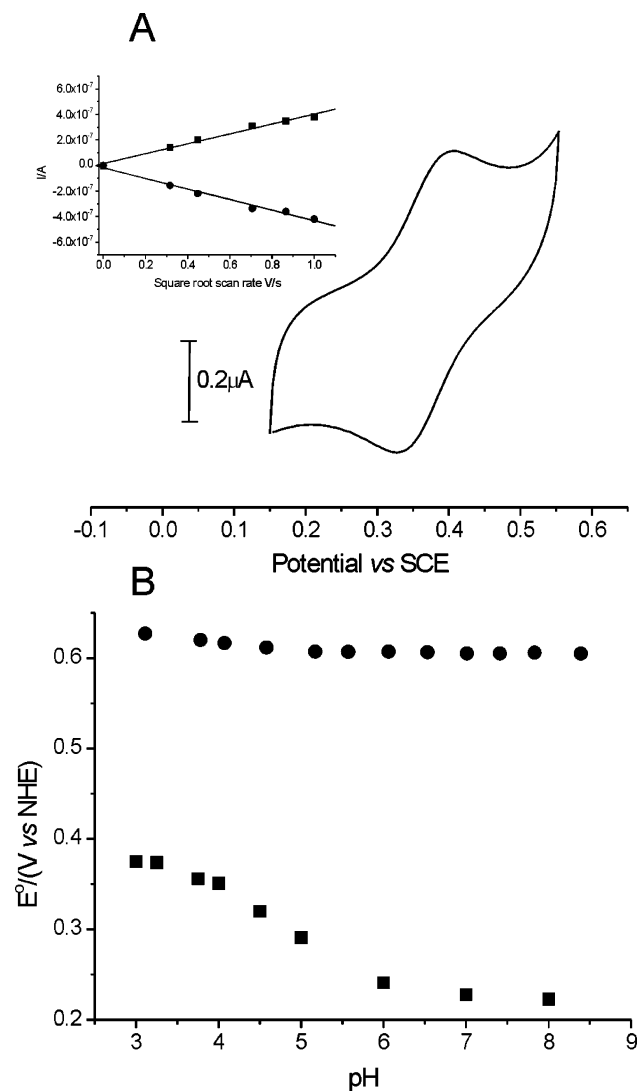 A
6.0x10⁻⁷
4.0x10⁻⁷
2.0x10⁻⁷
0.0
-2.0x10⁻⁷
-4.0x10⁻⁷
-6.0x10⁻⁷
I/A
0.0 0.2 0.4 0.6 0.8 1.0
Square root scan rate V/s
0.2µA
-0.1 0.0 0.1 0.2 0.3 0.4 0.5 0.6
Potential vs SCE
B
0.6
0.5
0.4
0.3
0.2
E⁰/(V vs NHE)
3 4 5 6 7 8 9
pH